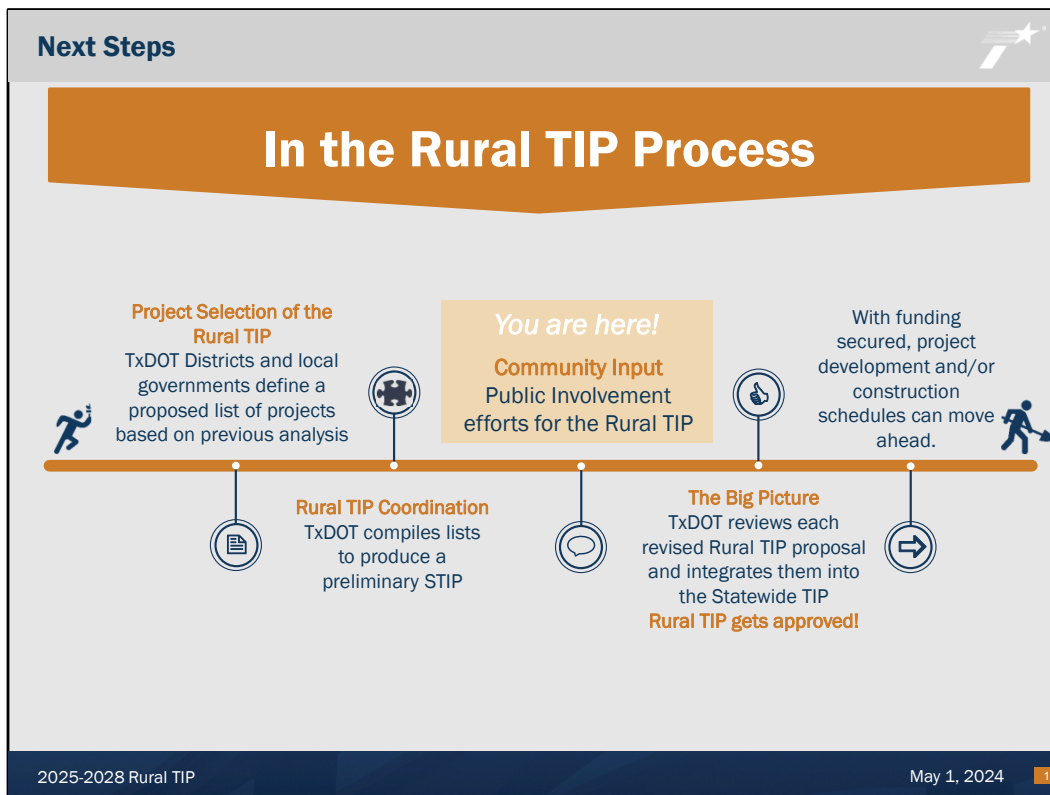 Next Steps
In the Rural TIP Process
Project Selection of the
Rural TIP
TxDOT Districts and local
governments define a
proposed list of projects
based on previous analysis
Rural TIP Coordination
TxDOT compiles lists
to produce a
preliminary STIP
You are here!
Community Input
Public Involvement
efforts for the Rural TIP
The Big Picture
TxDOT reviews each
revised Rural TIP proposal
and integrates them into
the Statewide TIP
Rural TIP gets approved!
With funding
secured, project
development and/or
construction
schedules can move
ahead.
2025-2028 Rural TIP
May 1, 2024